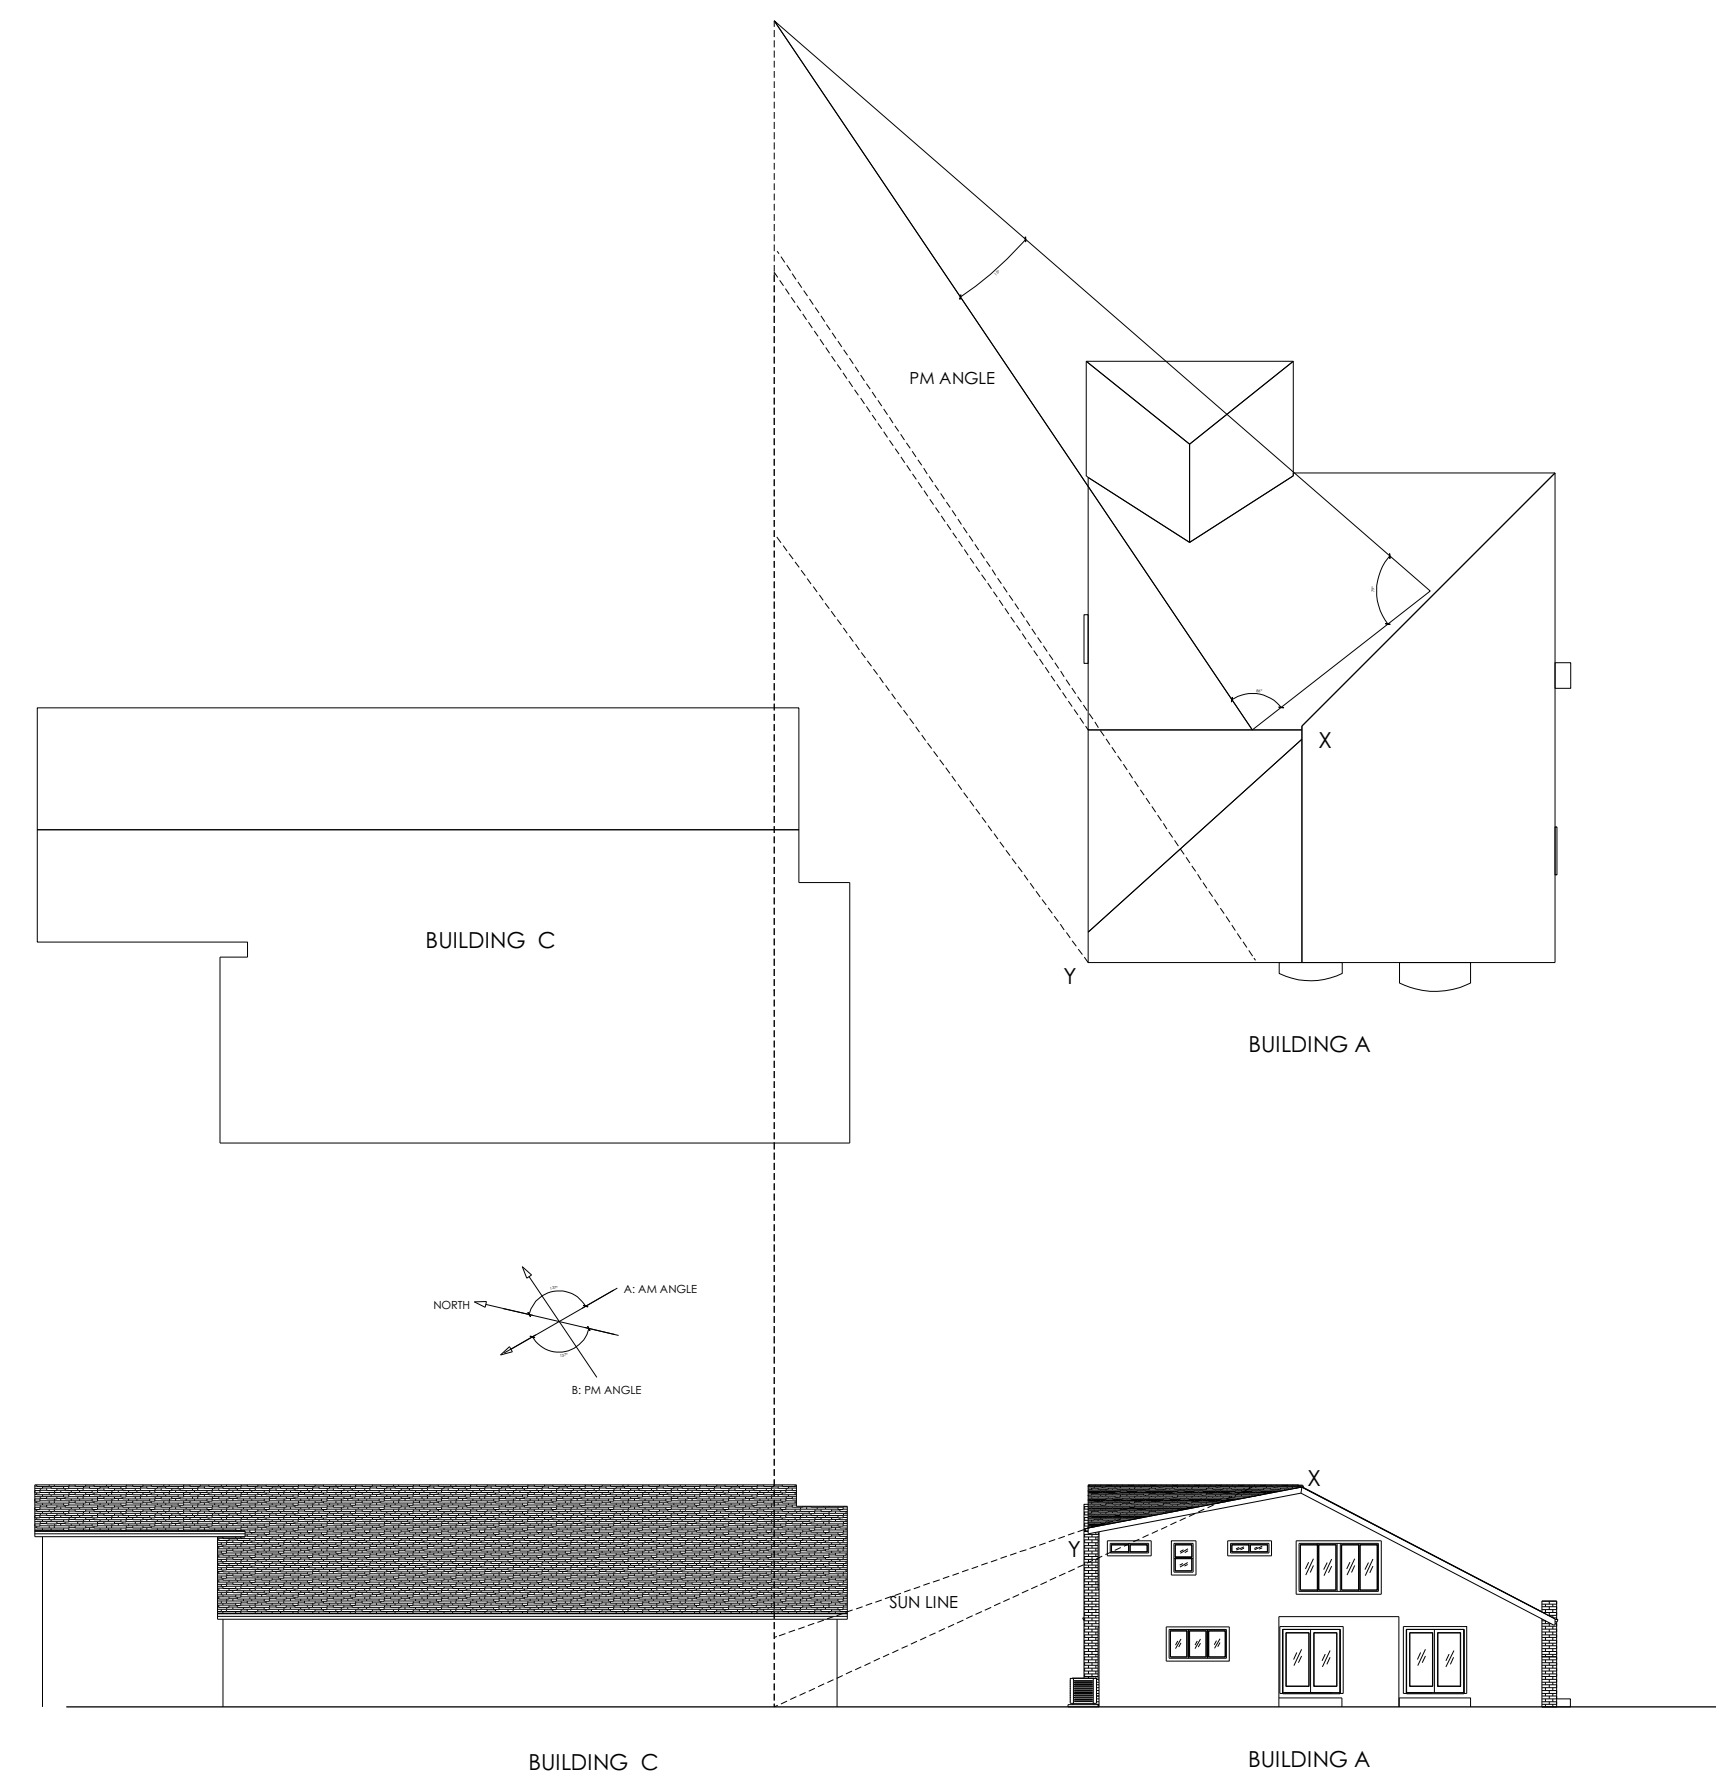 PM ANGLE
X
BUILDING  C
Y
BUILDING A
A: AM ANGLE
NORTH
B: PM ANGLE
X
Y
SUN LINE
BUILDING  C
BUILDING A